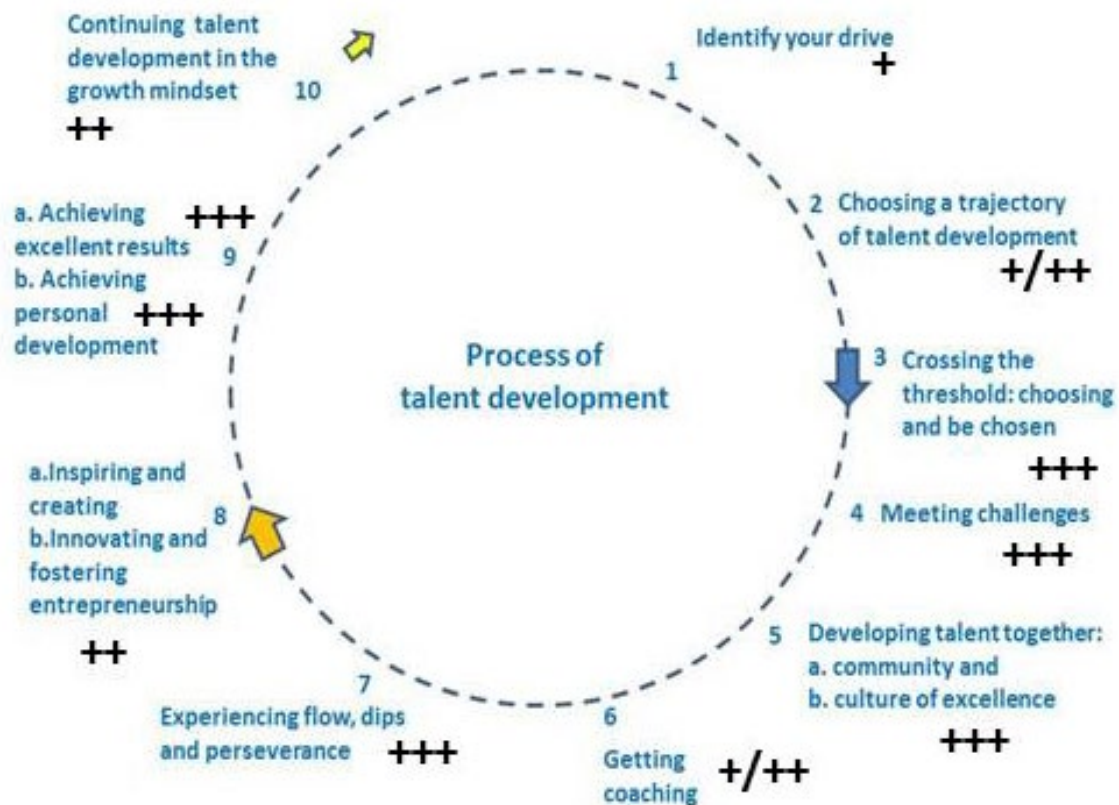 Process of
talent development
1 Identify your drive
+
2 Choosing a trajectory
of talent development
+/++
3 Crossing the
threshold: choosing
and be chosen
+++
4 Meeting challenges
+++
5 Developing talent together:
a. community and
b. culture of excellence
+++
6
Getting
coaching +/++
7
Experiencing flow, dips
and perseverance +++
8
a.Inspiring and
creating
b.Innovating and
fostering
entrepreneurship
++
9
a. Achieving +++
excellent results
b. Achieving
personal +++
development
10
Continuing talent
development in the
growth mindset
++